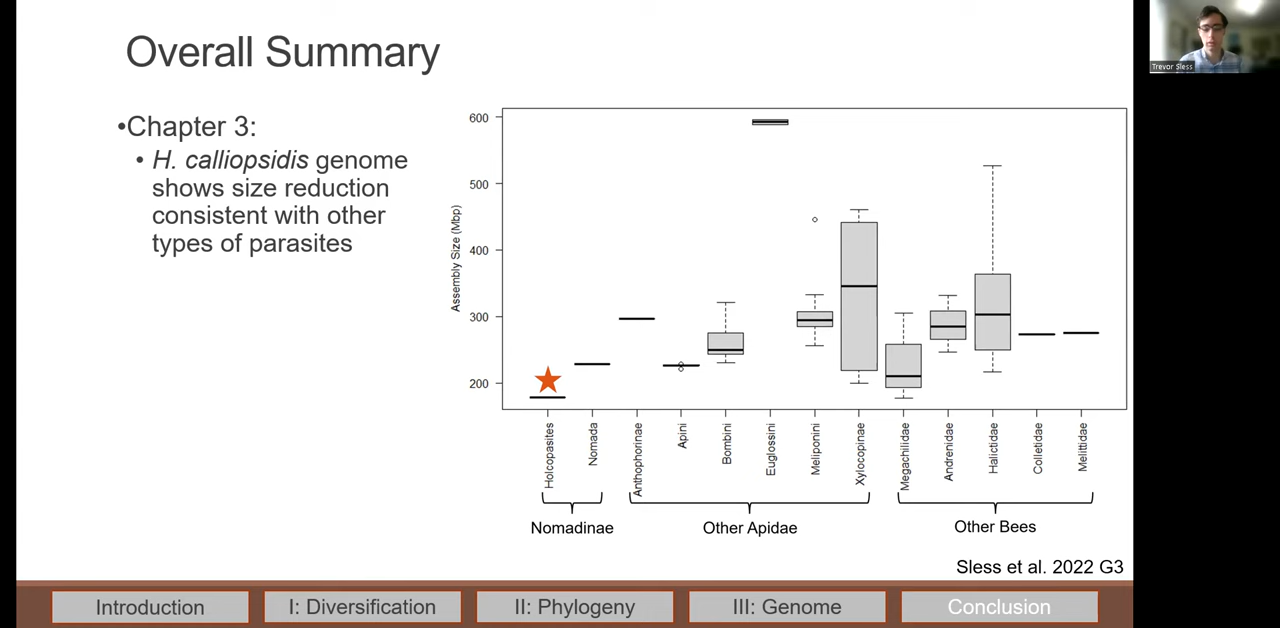 Overall Summary
•Chapter 3:
• H. calliopsidis genome
shows size reduction
consistent with other
types of parasites
Assembly Size (Mbp)
600
500
400
300
200
Holcopasites
Nomada
Anthophorinae
Apini
Bombini
Euglossini
Meliponini
Xylocopinae
Megachilidae
Andrenidae
Halictidae
Colletidae
Melittidae
Nomadinae
Other Apidae
Other Bees
Sless et al. 2022 G3
Introduction
I: Diversification
II: Phylogeny
III: Genome
Conclusion
Trevor Sless